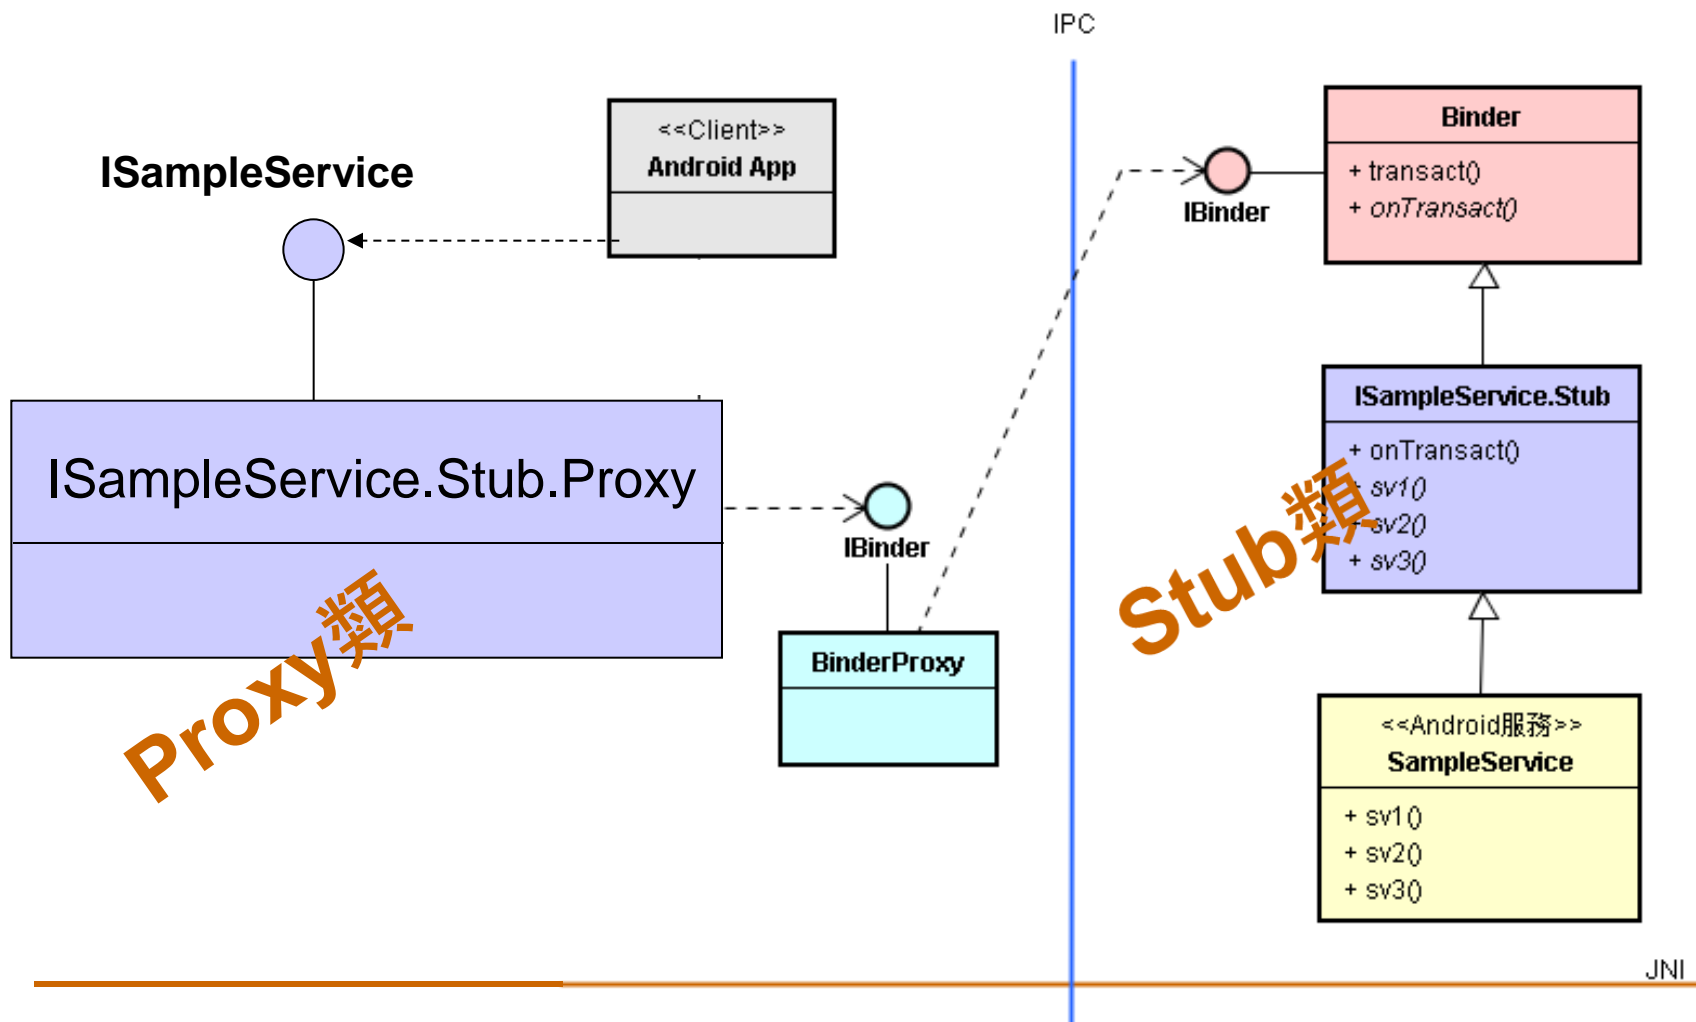 IPC
<<Client>>
Android App
ISampleService
ISampleService.Stub.Proxy
Proxy類
IBinder
BinderProxy
IBinder
Binder
+ transact()
+ onTransact()
ISampleService.Stub
+ onTransact()
+ sv1()
+ sv2()
+ sv3()
Stub類
<<Android服務>>
SampleService
+ sv1()
+ sv2()
+ sv3()
JNI